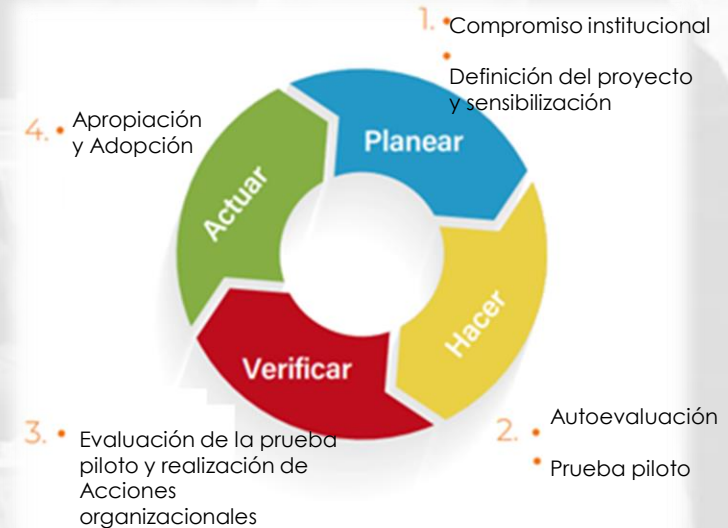 1. • Compromiso institucional
• Definición del proyecto
y sensibilización
Planear
Hacer
2. • Autoevaluación
• Prueba piloto
Verificar
3. • Evaluación de la prueba
piloto y realización de
Acciones
organizacionales
Actuar
4. • Apropiación
y Adopción